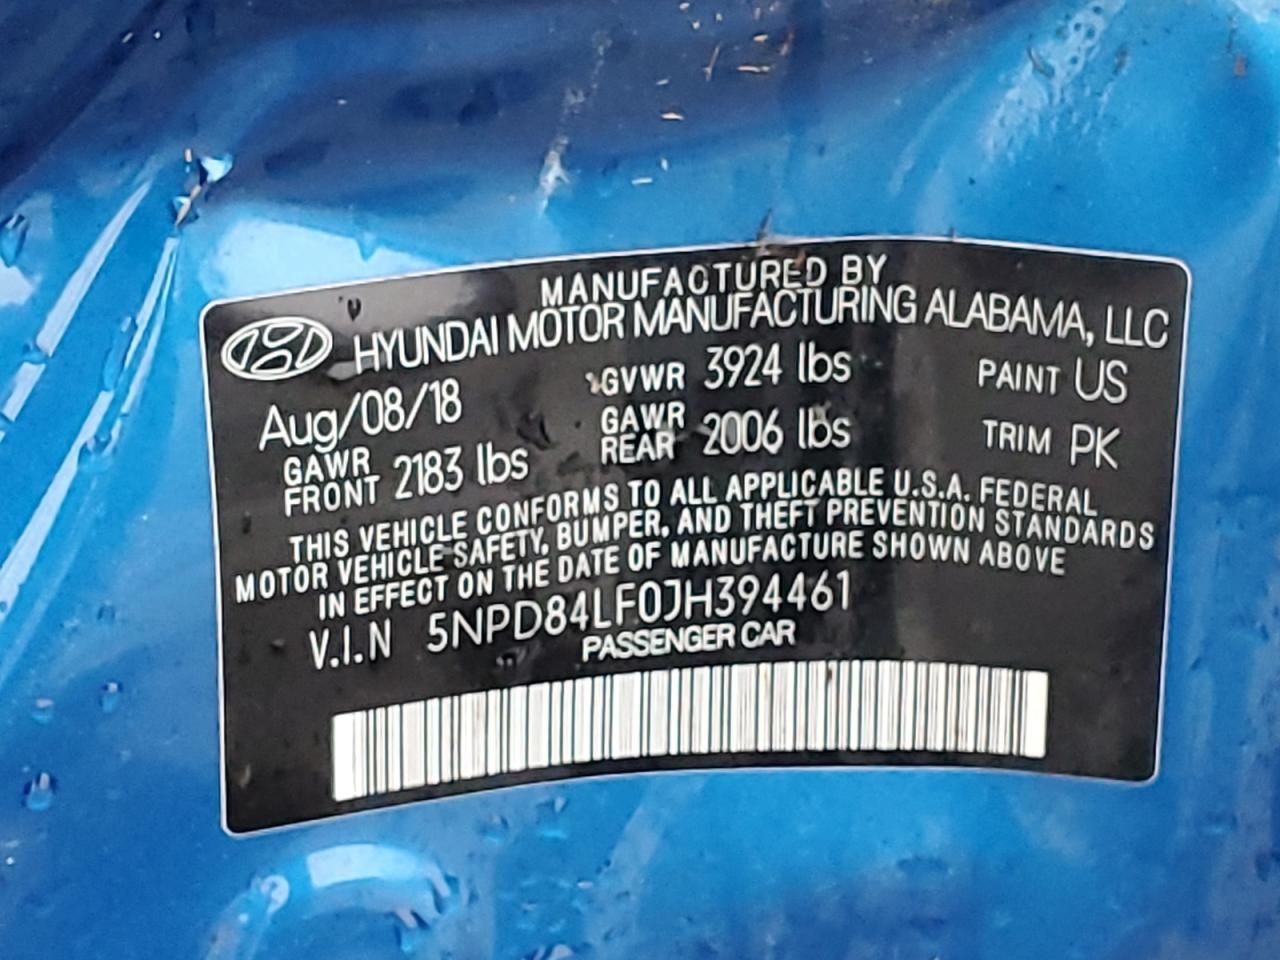 MANUFACTURED BY
HYUNDAI MOTOR MANUFACTURING ALABAMA, LLC
Aug/08/18 GVWR 3924 lbs PAINT US
GAWR FRONT 2183 lbs GAWR REAR 2006 lbs TRIM PK
THIS VEHICLE CONFORMS TO ALL APPLICABLE U.S.A. FEDERAL
MOTOR VEHICLE SAFETY, BUMPER, AND THEFT PREVENTION STANDARDS
IN EFFECT ON THE DATE OF MANUFACTURE SHOWN ABOVE
V.I.N 5NPD84LF0JH394461
PASSENGER CAR